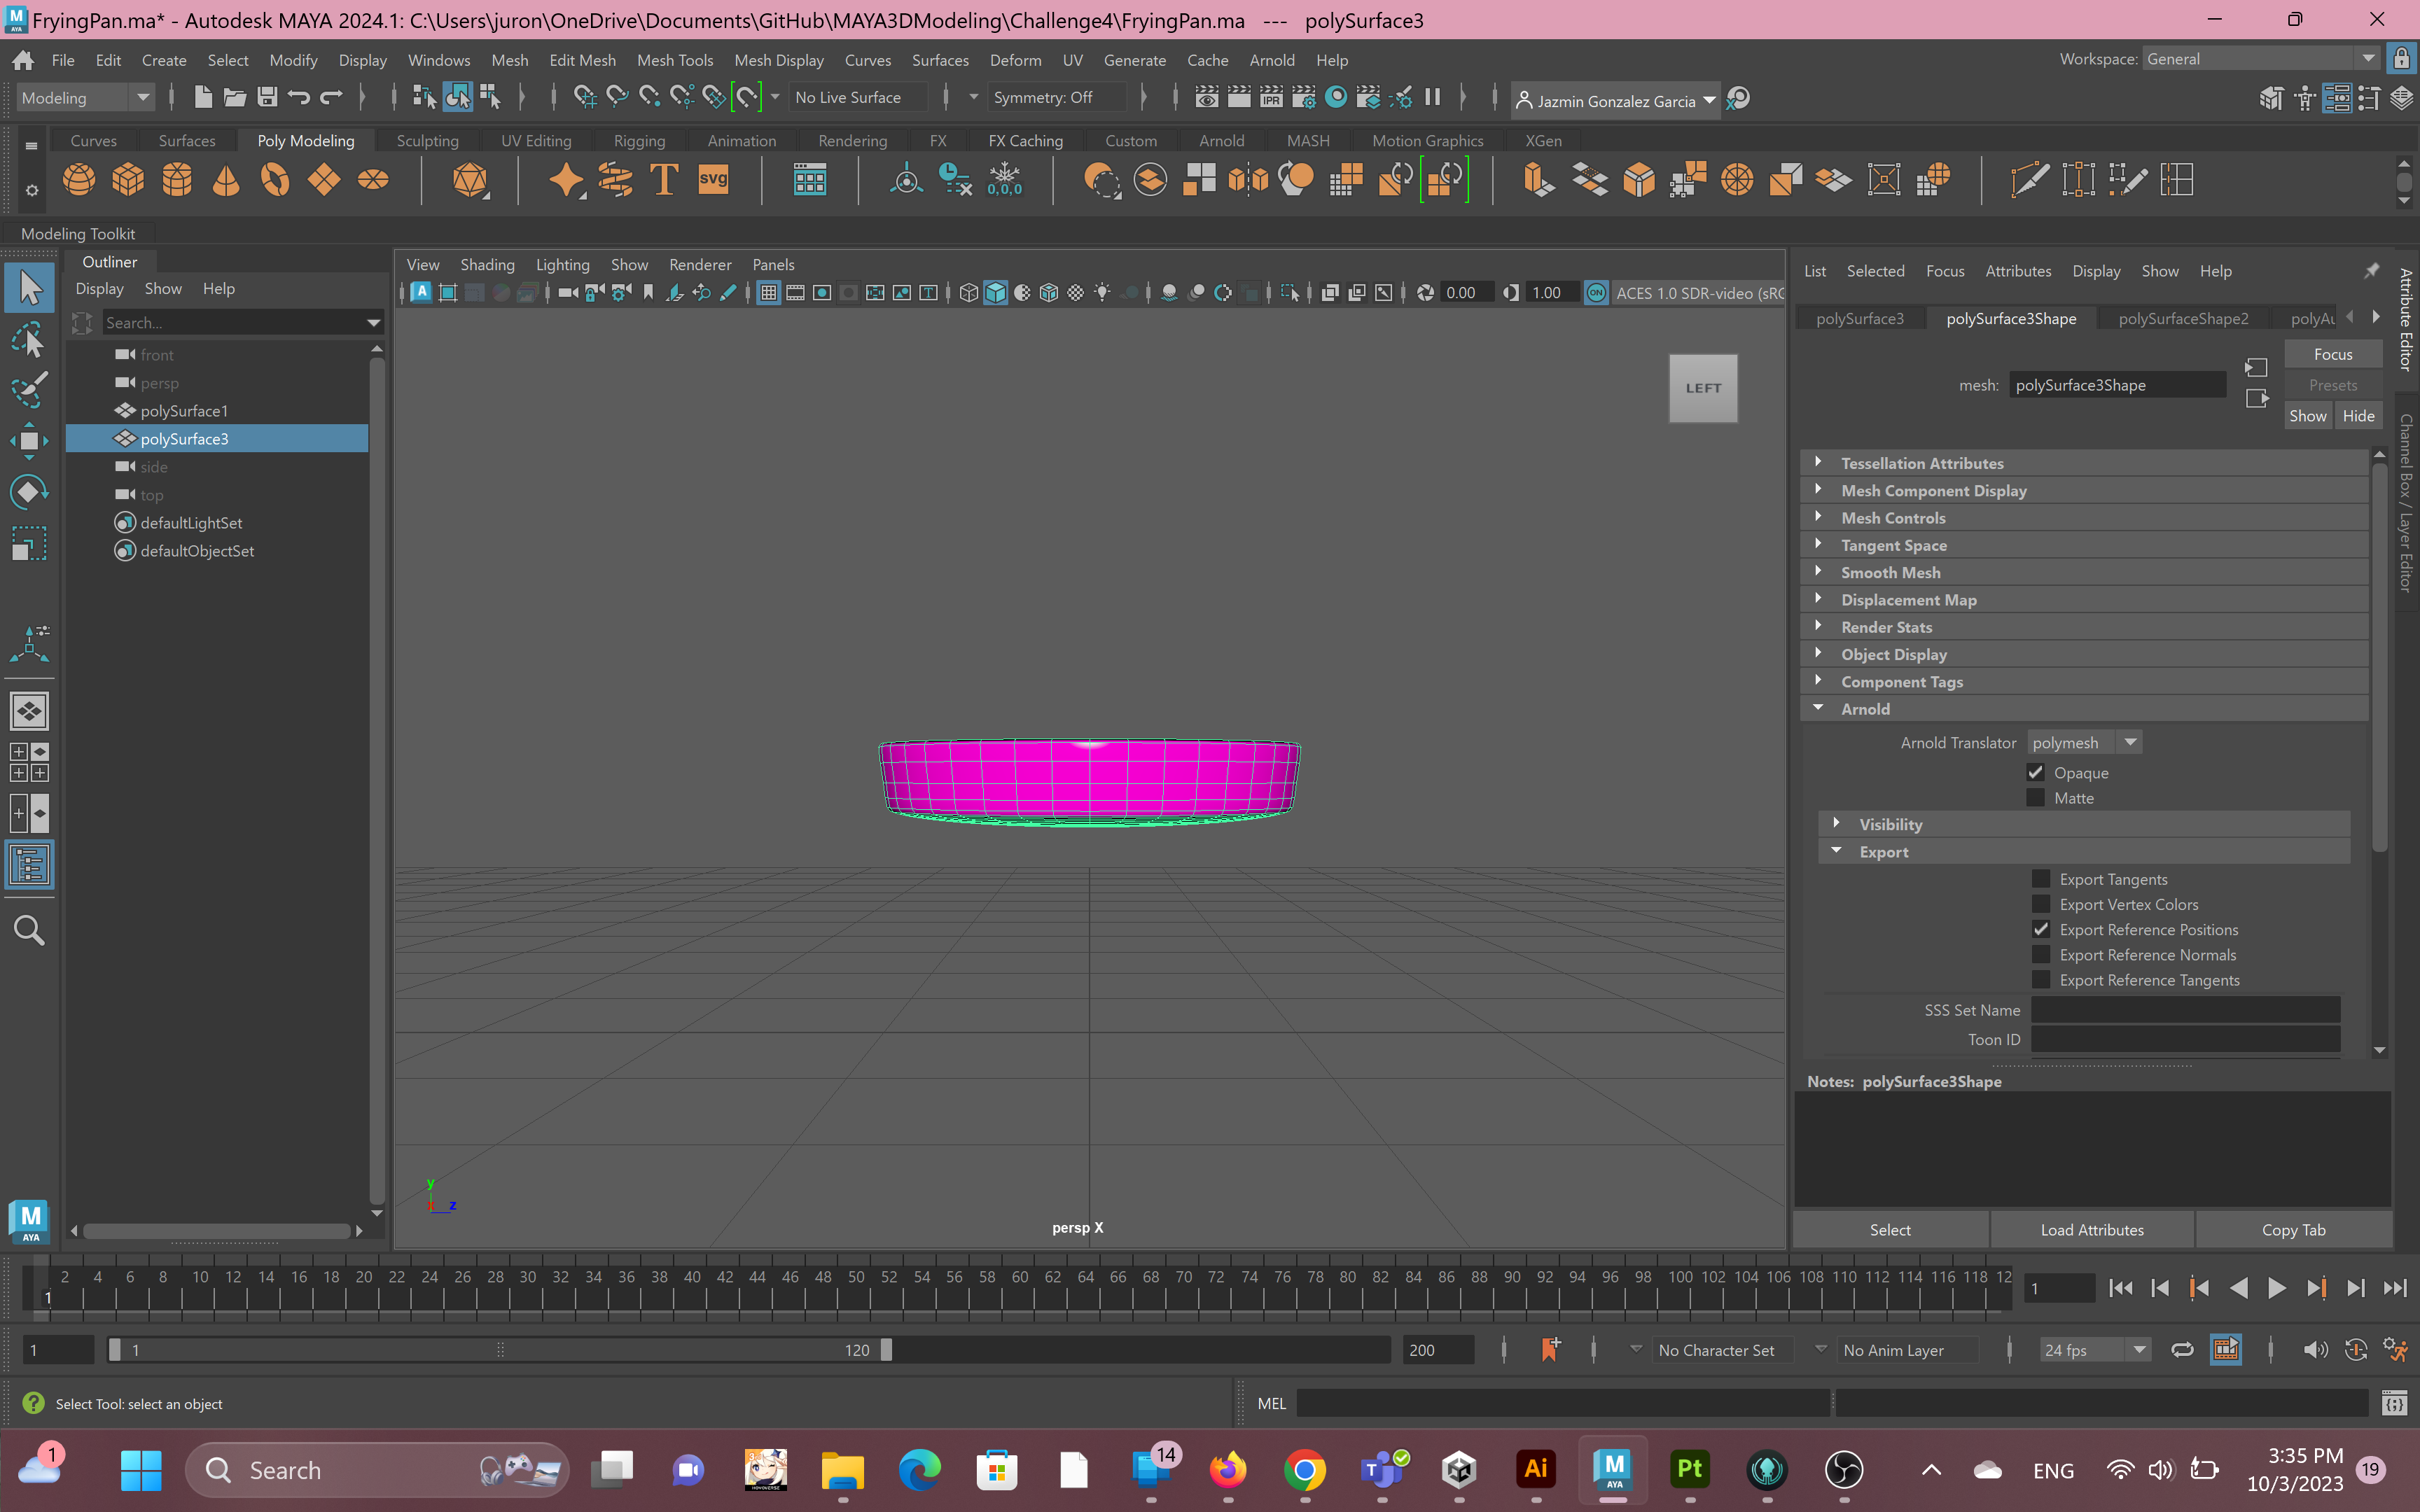 FryingPan.ma* - Autodesk MAYA 2024.1: C:\Users\juron\OneDrive\Documents\GitHub\MAYA3DModeling\Challenge4\FryingPan.ma --- polySurface3
File Edit Create Select Modify Display Windows Mesh Edit Mesh Mesh Tools Mesh Display Curves Surfaces Deform UV Generate Cache Arnold Help
Workspace: General
Modeling
No Live Surface
Symmetry: Off
IPR
Jazmin Gonzalez Garcia
Curves Surfaces Poly Modeling Sculpting UV Editing Rigging Animation Rendering FX FX Caching Custom Arnold MASH Motion Graphics XGen
T
svg
0,0,0
Modeling Toolkit
Outliner
Display Show Help
Search...
front
persp
polySurface1
polySurface3
side
top
defaultLightSet
defaultObjectSet
View Shading Lighting Show Renderer Panels
0.00
1.00
ON
ACES 1.0 SDR-video (sRG
LEFT
y
z
persp X
List Selected Focus Attributes Display Show Help
polySurface3 polySurface3Shape polySurfaceShape2 polyAu
Focus
Presets
Show Hide
mesh: polySurface3Shape
Tessellation Attributes
Mesh Component Display
Mesh Controls
Tangent Space
Smooth Mesh
Displacement Map
Render Stats
Object Display
Component Tags
Arnold
Arnold Translator polymesh
Opaque
Matte
Visibility
Export
Export Tangents
Export Vertex Colors
Export Reference Positions
Export Reference Normals
Export Reference Tangents
SSS Set Name
Toon ID
Notes: polySurface3Shape
Select Load Attributes Copy Tab
Attribute Editor
Channel Box / Layer Editor
M
AYA
2 4 6 8 10 12 14 16 18 20 22 24 26 28 30 32 34 36 38 40 42 44 46 48 50 52 54 56 58 60 62 64 66 68 70 72 74 76 78 80 82 84 86 88 90 92 94 96 98 100 102 104 106 108 110 112 114 116 118 12
1
1
1
1
120
200
No Character Set
No Anim Layer
24 fps
Select Tool: select an object
MEL
1
Search
14
Ai
M
AYA
Pt
ENG
3:35 PM
10/3/2023
19